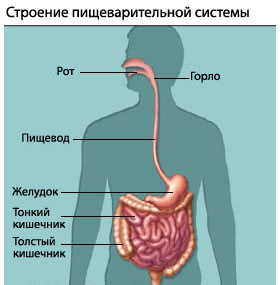 Строение пищеварительной системы
Рот
Горло
Пищевод
Желудок
Тонкий
кишечник
Толстый
кишечник